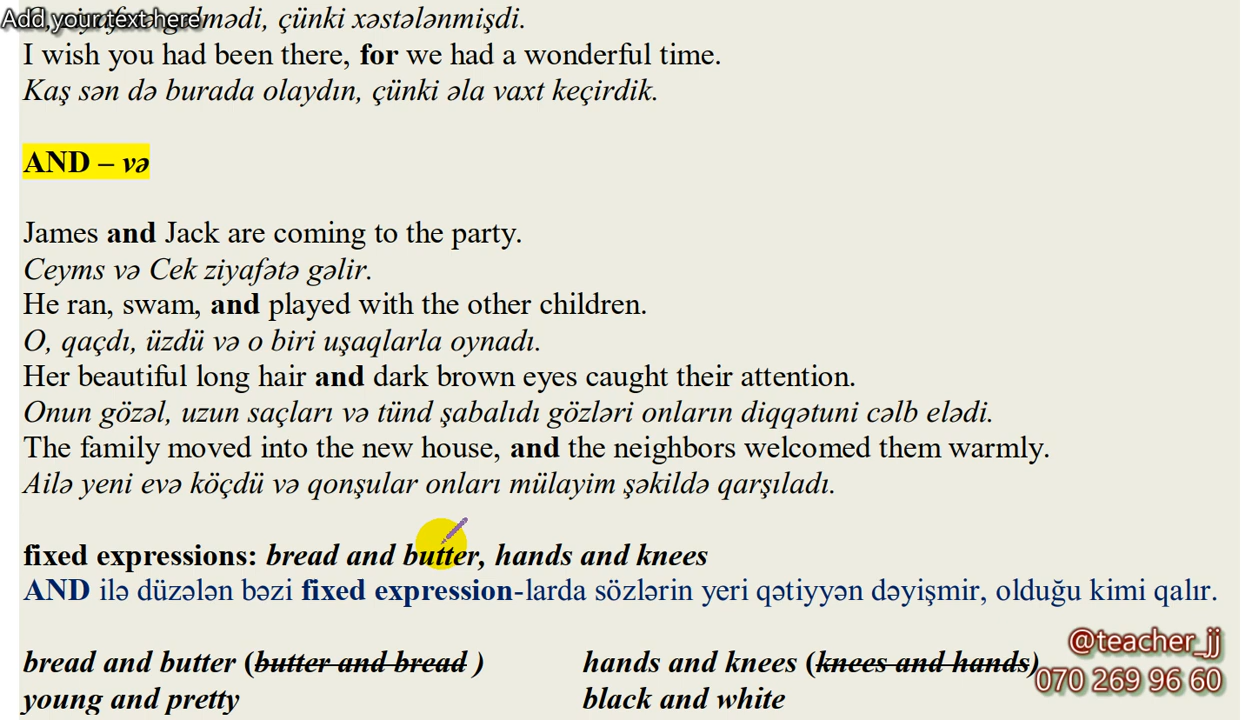 Add your text here
mədi, çünki xəstələnmişdi.
I wish you had been there, for we had a wonderful time.
Kaş sən də burada olaydın, çünki əla vaxt keçirdik.
AND – və
James and Jack are coming to the party.
Ceyms və Cek ziyafətə gəlir.
He ran, swam, and played with the other children.
O, qaçdı, üzdü və o biri uşaqlarla oynadı.
Her beautiful long hair and dark brown eyes caught their attention.
Onun gözəl, uzun saçları və tünd şabalıdı gözləri onların diqqətuni cəlb elədi.
The family moved into the new house, and the neighbors welcomed them warmly.
Ailə yeni evə köçdü və qonşular onları mülayim şəkildə qarşıladı.
fixed expressions: bread and butter, hands and knees
AND ilə düzələn bəzi fixed expression-larda sözlərin yeri qətiyyən dəyişmir, olduğu kimi qalır.
bread and butter (butter and bread ) hands and knees (knees and hands)
young and pretty black and white
@teacher_jj
070 269 96 60